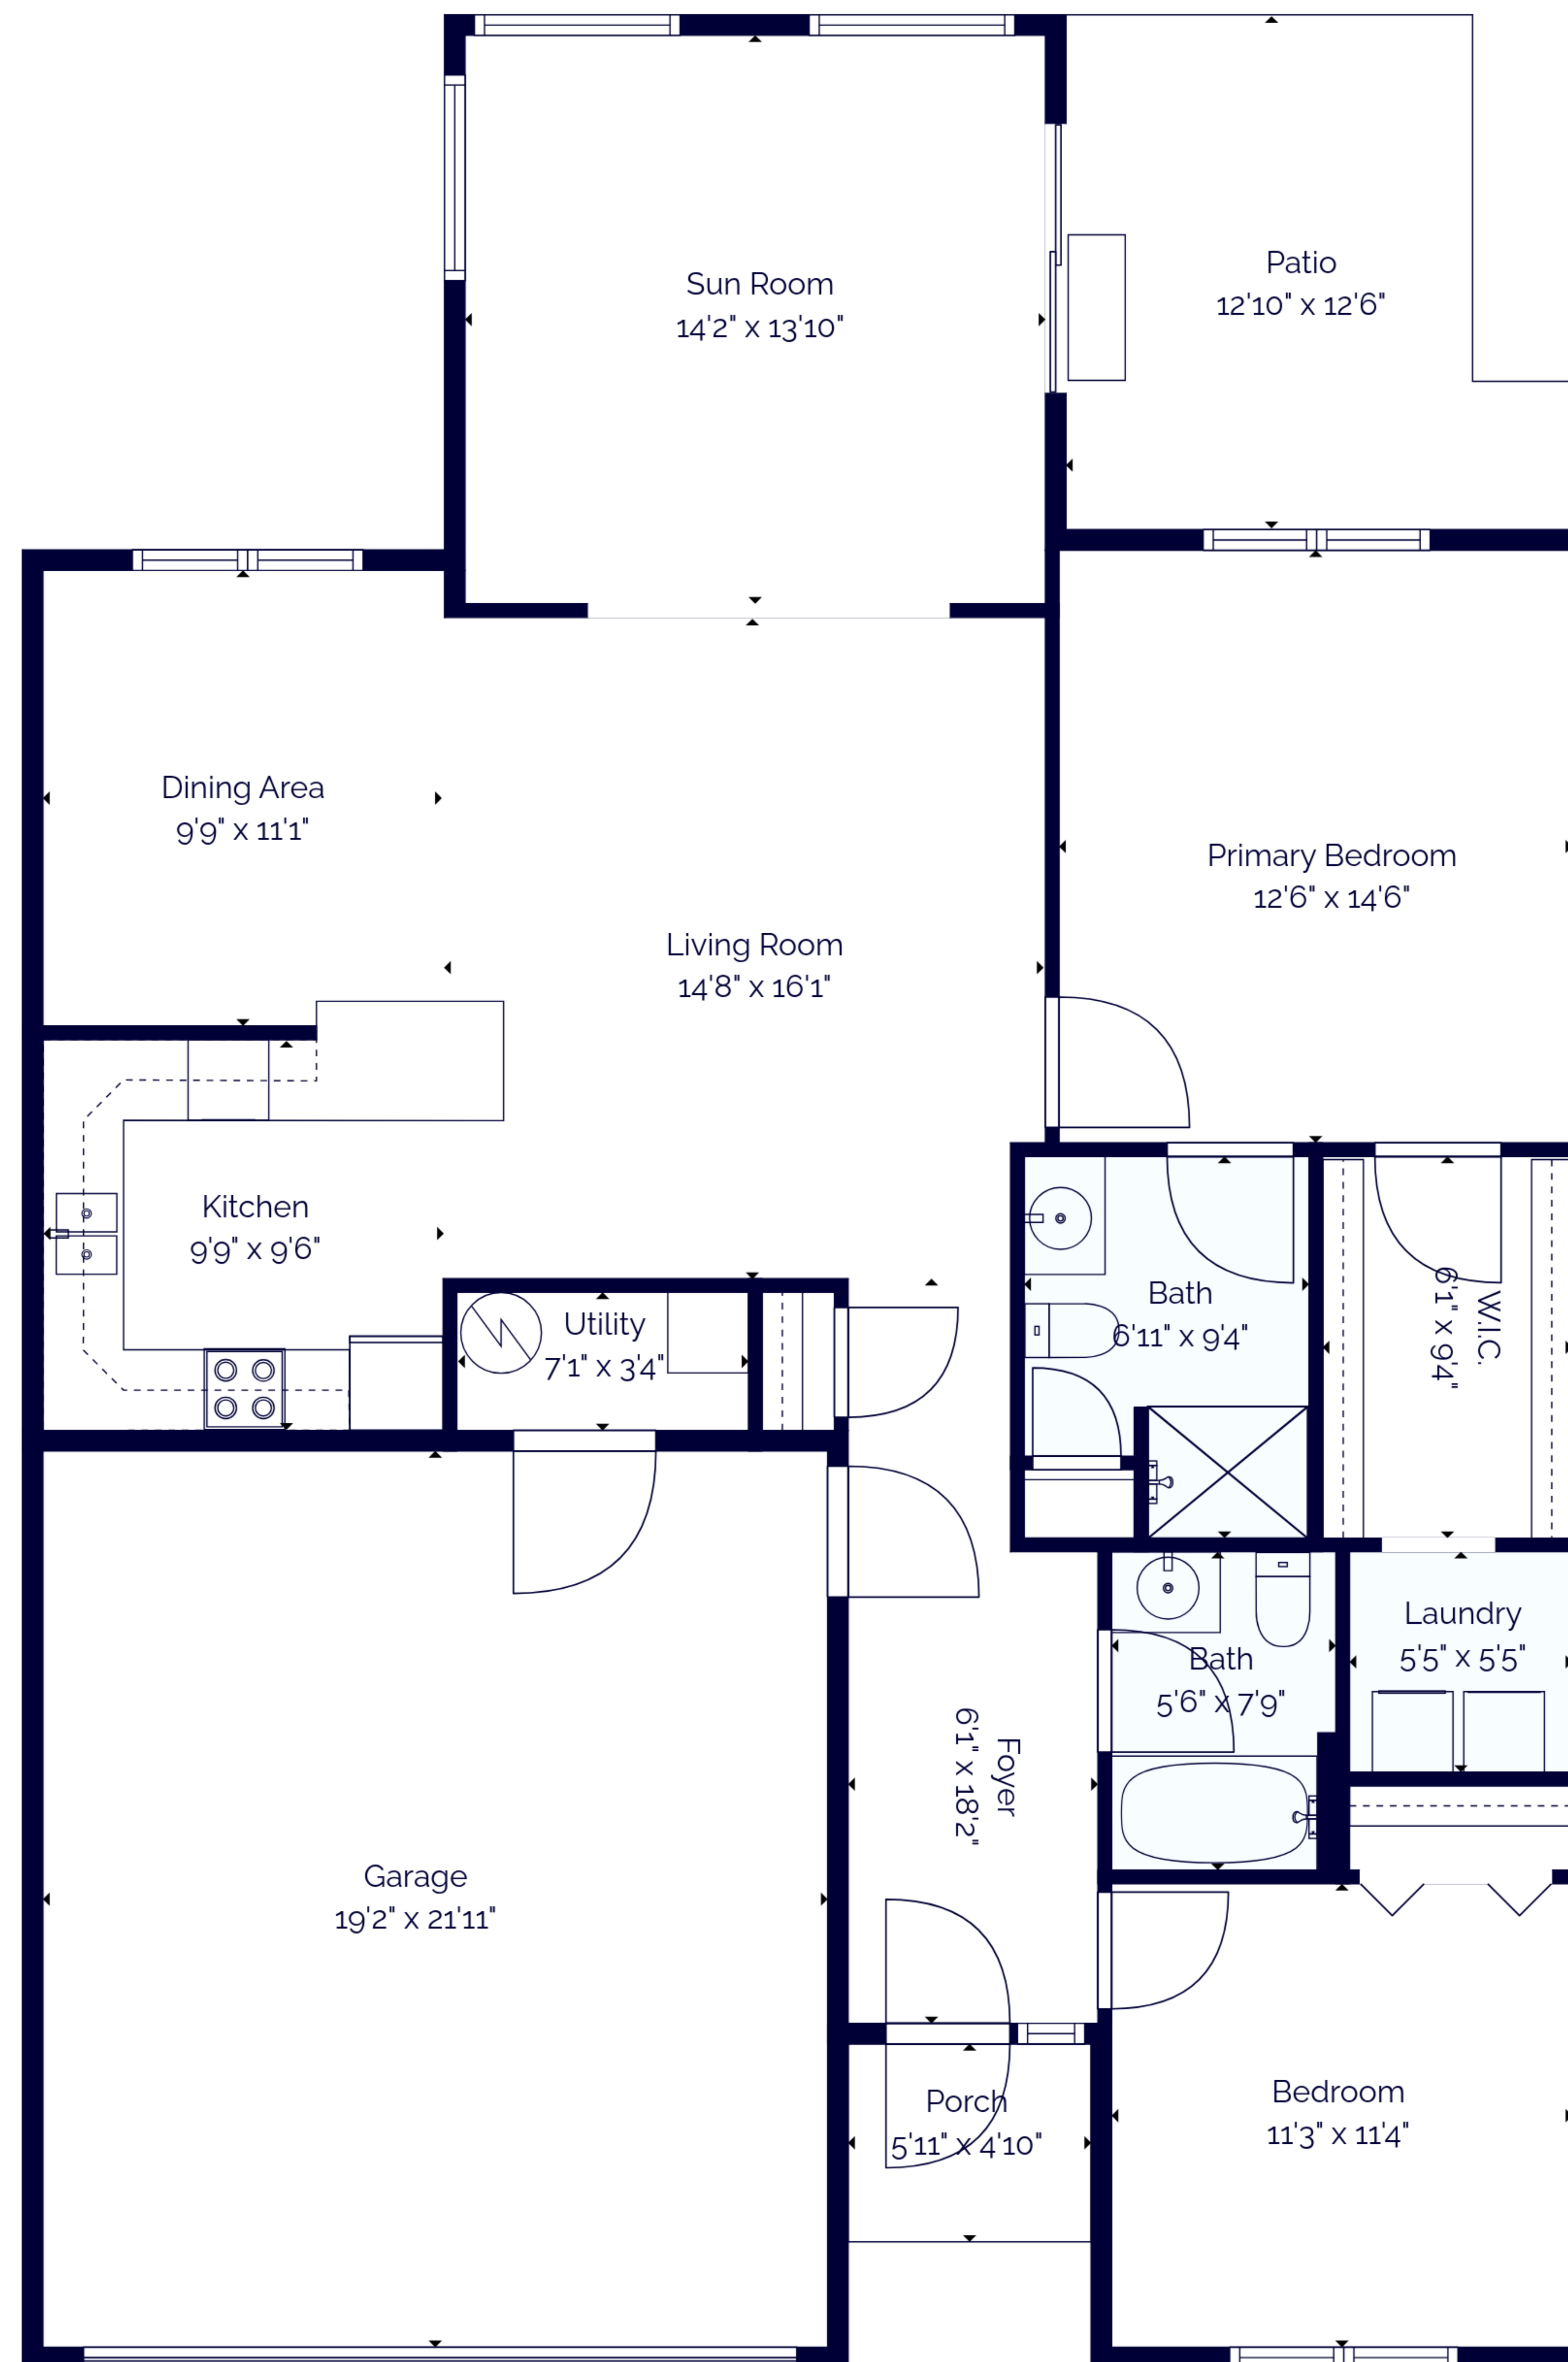 Patio
12'10" x 12'6"
Sun Room
14'2" x 13'10"
Dining Area
9'9" x 11'1"
Primary Bedroom
12'6" x 14'6"
Living Room
14'8" x 16'1"
Kitchen
9'9" x 9'6"
Bath
6'11" x 9'4"
W.I.C.
6'1" x 9'4"
Utility
7'1" x 3'4"
Laundry
5'5" x 5'5"
Bath
5'6" x 7'9"
Foyer
6'1" x 18'2"
Garage
19'2" x 21'11"
Porch
5'11" x 4'10"
Bedroom
11'3" x 11'4"